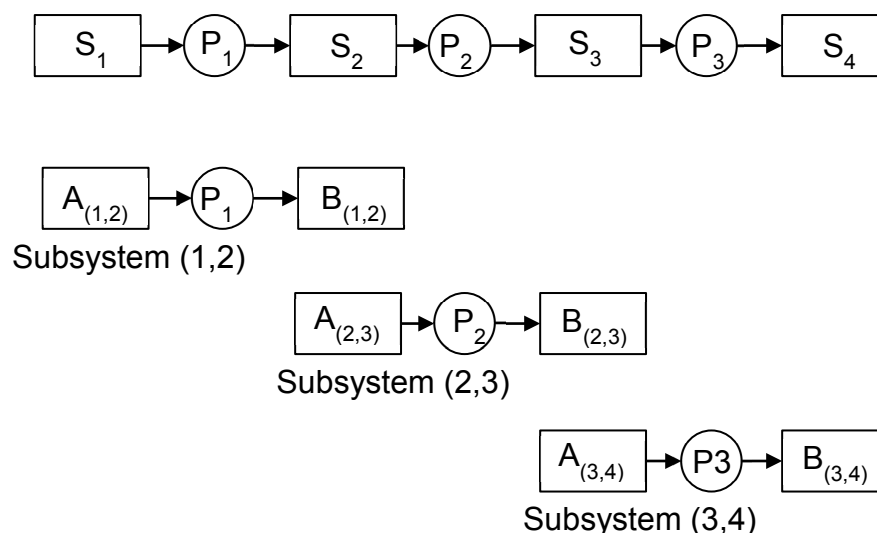 S₁ P₁ S₂ P₂ S₃ P₃ S₄
A₍₁,₂₎ P₁ B₍₁,₂₎
Subsystem (1,2)
A₍₂,₃₎ P₂ B₍₂,₃₎
Subsystem (2,3)
A₍₃,₄₎ P3 B₍₃,₄₎
Subsystem (3,4)